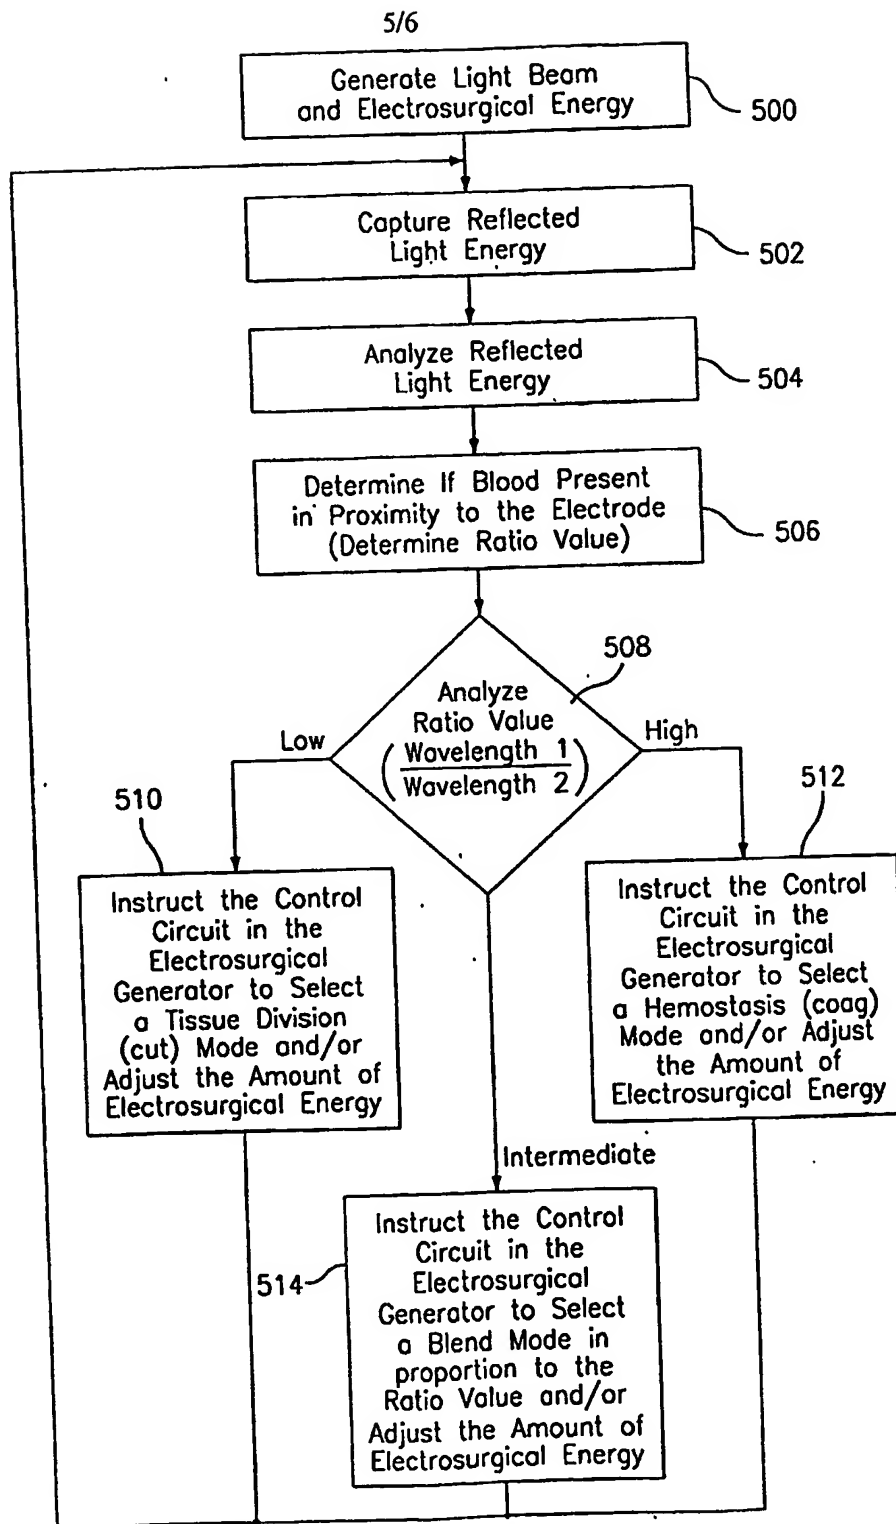 5/6
Generate Light Beam
and Electrosurgical Energy
500
Capture Reflected
Light Energy
502
Analyze Reflected
Light Energy
504
Determine If Blood Present
in Proximity to the Electrode
(Determine Ratio Value)
506
508
Analyze
Ratio Value
(Wavelength 1
Wavelength 2)
Low
High
510
Instruct the Control
Circuit in the
Electrosurgical
Generator to Select
a Tissue Division
(cut) Mode and/or
Adjust the Amount of
Electrosurgical Energy
512
Instruct the Control
Circuit in the
Electrosurgical
Generator to Select
a Hemostasis (coag)
Mode and/or Adjust
the Amount of
Electrosurgical Energy
Intermediate
514
Instruct the Control
Circuit in the
Electrosurgical
Generator to Select
a Blend Mode in
proportion to the
Ratio Value and/or
Adjust the Amount of
Electrosurgical Energy